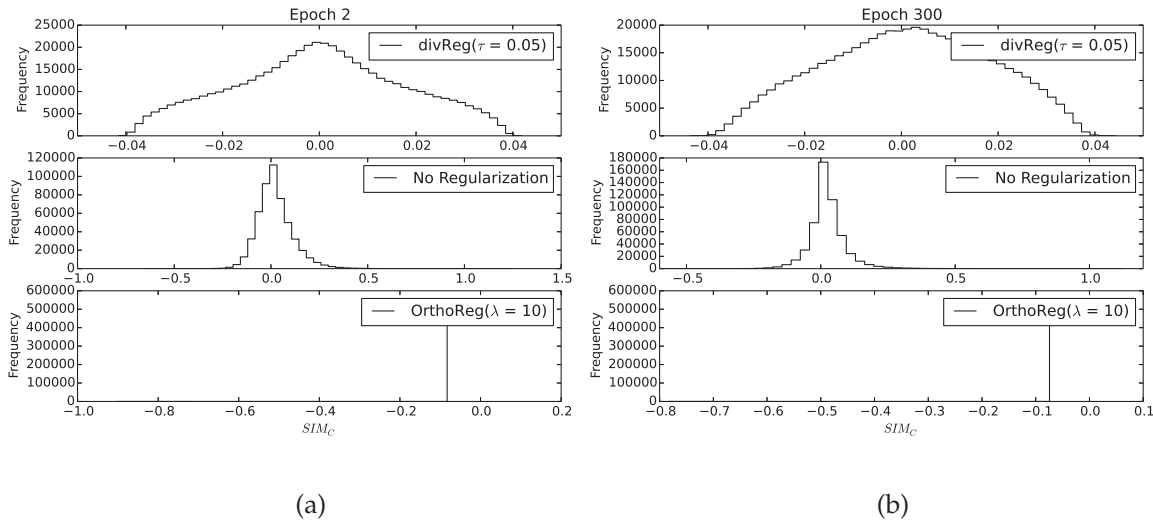 Epoch 2
25000
20000
15000
10000
5000
0
Frequency
divReg(τ = 0.05)
−0.04 −0.02 0.00 0.02 0.04
120000
100000
80000
60000
40000
20000
0
Frequency
No Regularization
−1.0 −0.5 0.0 0.5 1.0 1.5
600000
500000
400000
300000
200000
100000
0
Frequency
OrthoReg(λ = 10)
−1.0 −0.8 −0.6 −0.4 −0.2 0.0 0.2
SIM_C
(a)
Epoch 300
20000
15000
10000
5000
0
Frequency
divReg(τ = 0.05)
−0.04 −0.02 0.00 0.02 0.04
180000
160000
140000
120000
100000
80000
60000
40000
20000
0
Frequency
No Regularization
−0.5 0.0 0.5 1.0
600000
500000
400000
300000
200000
100000
0
Frequency
OrthoReg(λ = 10)
−0.8 −0.7 −0.6 −0.5 −0.4 −0.3 −0.2 −0.1 0.0 0.1
SIM_C
(b)